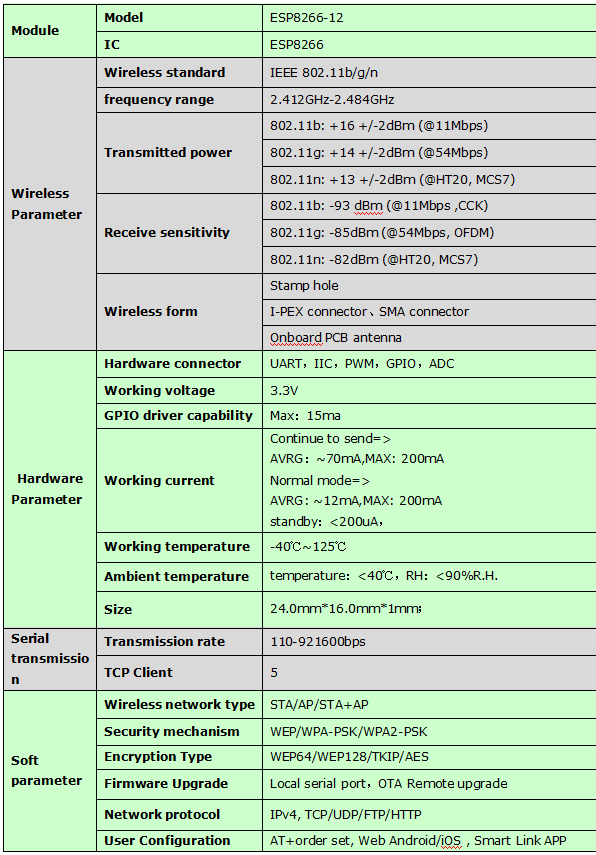 Module
Model
ESP8266-12
IC
ESP8266
Wireless
Parameter
Wireless standard
IEEE 802.11b/g/n
frequency range
2.412GHz-2.484GHz
Transmitted power
802.11b: +16 +/-2dBm (@11Mbps)
802.11g: +14 +/-2dBm (@54Mbps)
802.11n: +13 +/-2dBm (@HT20, MCS7)
Receive sensitivity
802.11b: -93 dBm (@11Mbps ,CCK)
802.11g: -85dBm (@54Mbps, OFDM)
802.11n: -82dBm (@HT20, MCS7)
Wireless form
Stamp hole
I-PEX connector、SMA connector
Onboard PCB antenna
Hardware
Parameter
Hardware connector
UART，IIC，PWM，GPIO，ADC
Working voltage
3.3V
GPIO driver capability
Max：15ma
Working current
Continue to send=>
AVRG：~70mA,MAX: 200mA
Normal mode=>
AVRG: ~12mA,MAX: 200mA
standby：<200uA，
Working temperature
-40℃~125℃
Ambient temperature
temperature：<40℃，RH：<90%R.H.
Size
24.0mm*16.0mm*1mm；
Serial
transmissio
n
Transmission rate
110-921600bps
TCP Client
5
Soft
parameter
Wireless network type
STA/AP/STA+AP
Security mechanism
WEP/WPA-PSK/WPA2-PSK
Encryption Type
WEP64/WEP128/TKIP/AES
Firmware Upgrade
Local serial port，OTA Remote upgrade
Network protocol
IPv4, TCP/UDP/FTP/HTTP
User Configuration
AT+order set, Web Android/iOS , Smart Link APP